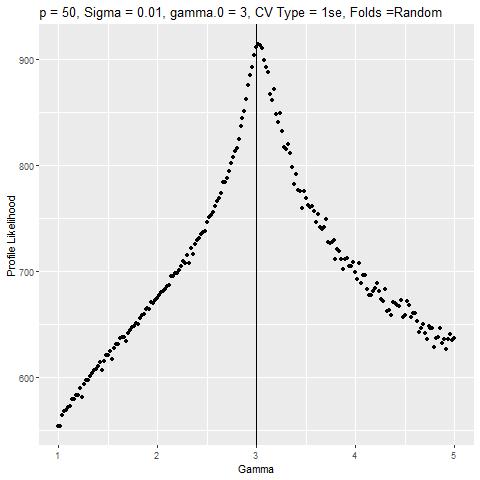 p = 50, Sigma = 0.01, gamma.0 = 3, CV Type = 1se, Folds =Random
900
800
700
600
Profile Likelihood
1 2 3 4 5
Gamma